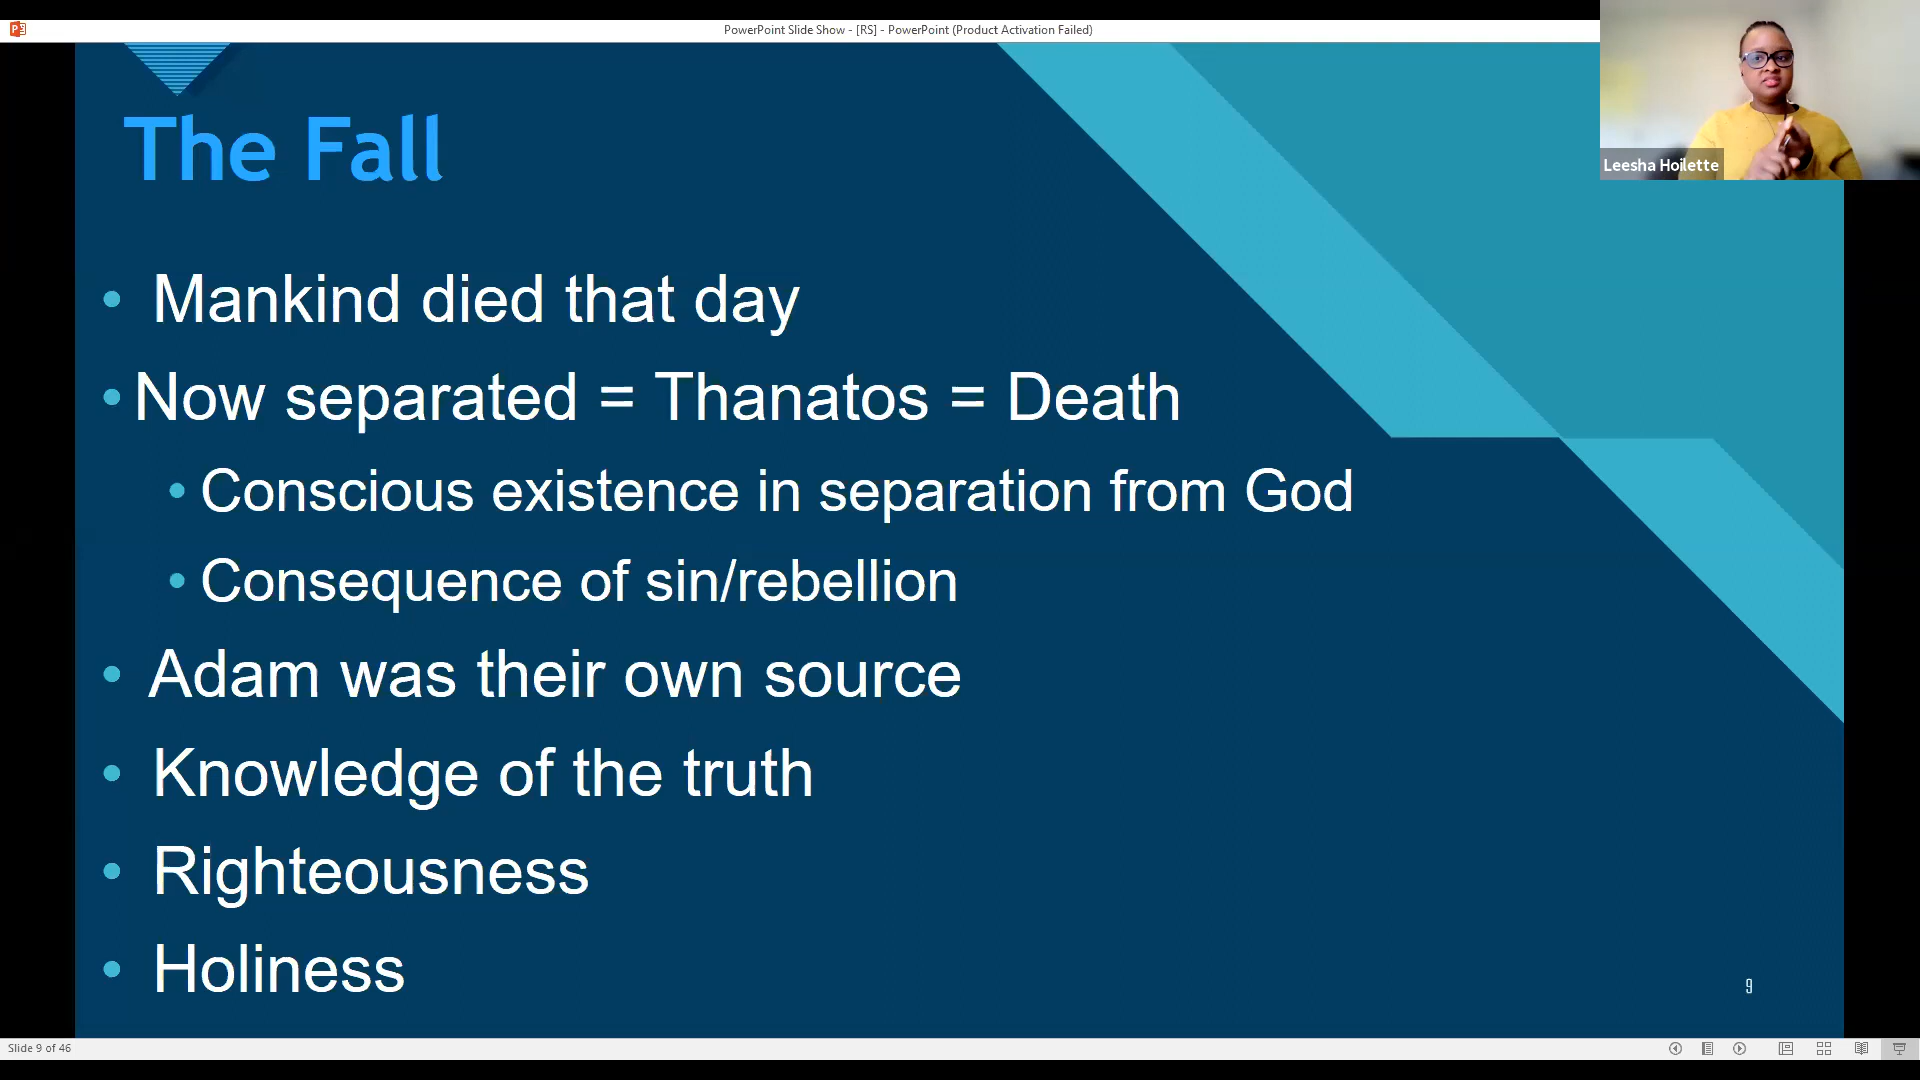 PowerPoint Slide Show - [RS] - PowerPoint (Product Activation Failed)
Leesha Hoilette
The Fall
• Mankind died that day
• Now separated = Thanatos = Death
• Conscious existence in separation from God
• Consequence of sin/rebellion
• Adam was their own source
• Knowledge of the truth
• Righteousness
• Holiness
9
Slide 9 of 46